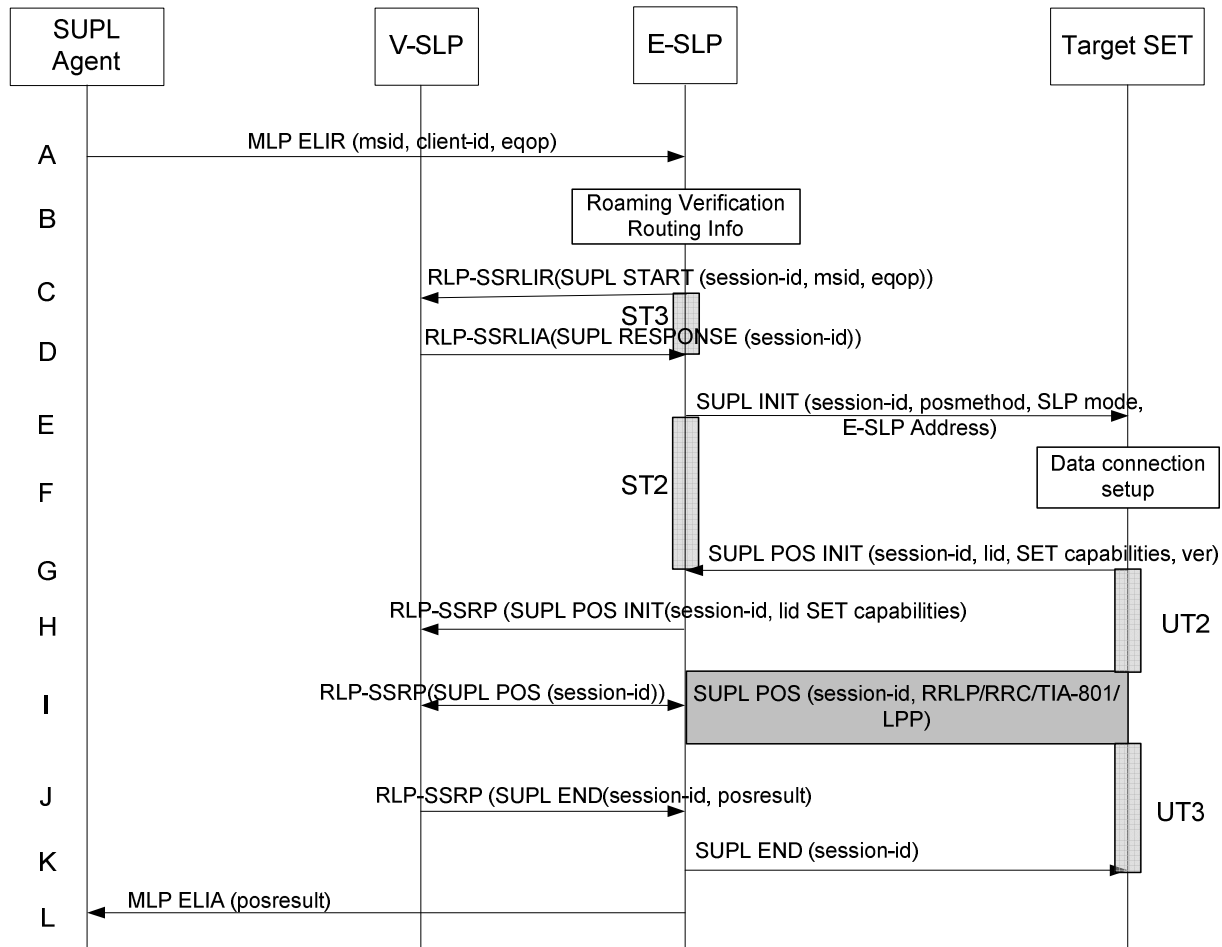 SUPL
Agent
V-SLP
E-SLP
Target SET
A
MLP ELIR (msid, client-id, eqop)
B
Roaming Verification
Routing Info
C
RLP-SSRLIR(SUPL START (session-id, msid, eqop))
ST3
D
RLP-SSRLIA(SUPL RESPONSE (session-id))
E
SUPL INIT (session-id, posmethod, SLP mode,
E-SLP Address)
F
ST2
Data connection
setup
G
SUPL POS INIT (session-id, lid, SET capabilities, ver)
H
RLP-SSRP (SUPL POS INIT(session-id, lid SET capabilities)
UT2
I
RLP-SSRP(SUPL POS (session-id))
SUPL POS (session-id, RRLP/RRC/TIA-801/
LPP)
J
RLP-SSRP (SUPL END(session-id, posresult)
UT3
K
SUPL END (session-id)
L
MLP ELIA (posresult)